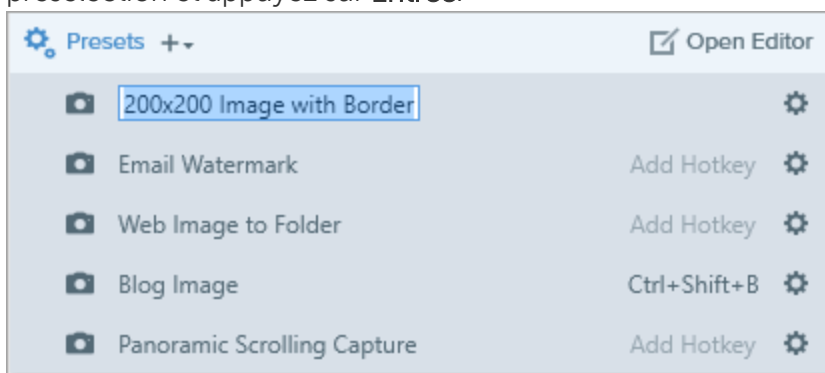 Presets + Open Editor
200x200 Image with Border
Email Watermark Add Hotkey
Web Image to Folder Add Hotkey
Blog Image Ctrl+Shift+B
Panoramic Scrolling Capture Add Hotkey